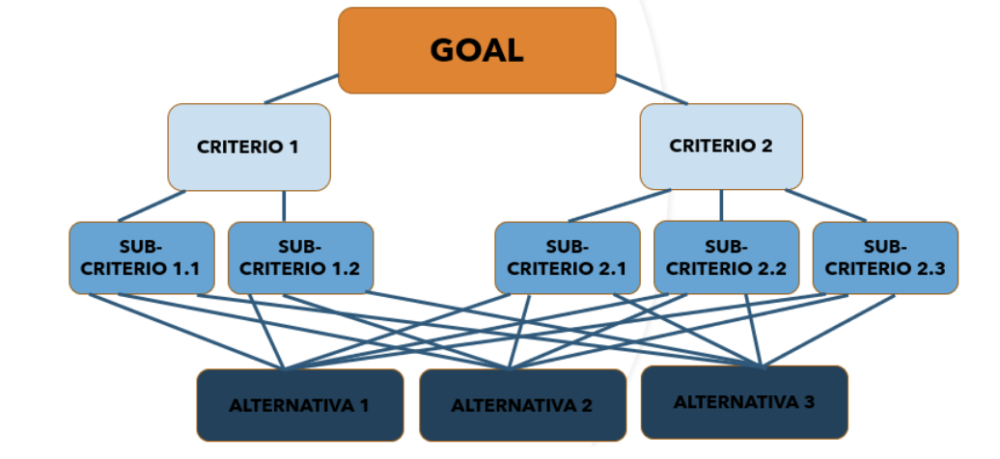 GOAL
CRITERIO 1
CRITERIO 2
SUB-
CRITERIO 1.1
SUB-
CRITERIO 1.2
SUB-
CRITERIO 2.1
SUB-
CRITERIO 2.2
SUB-
CRITERIO 2.3
ALTERNATIVA 1
ALTERNATIVA 2
ALTERNATIVA 3